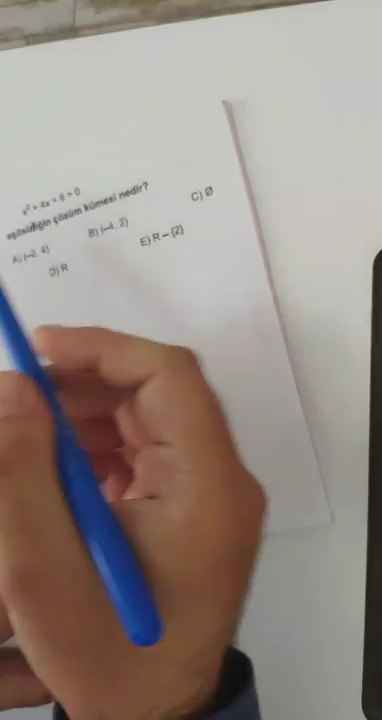 x² + 4x + 8 > 0
eşitsizliğin çözüm kümesi nedir?
A) (–2, 4) B) (–4, 2) C) Ø
D) R E) R – {2}